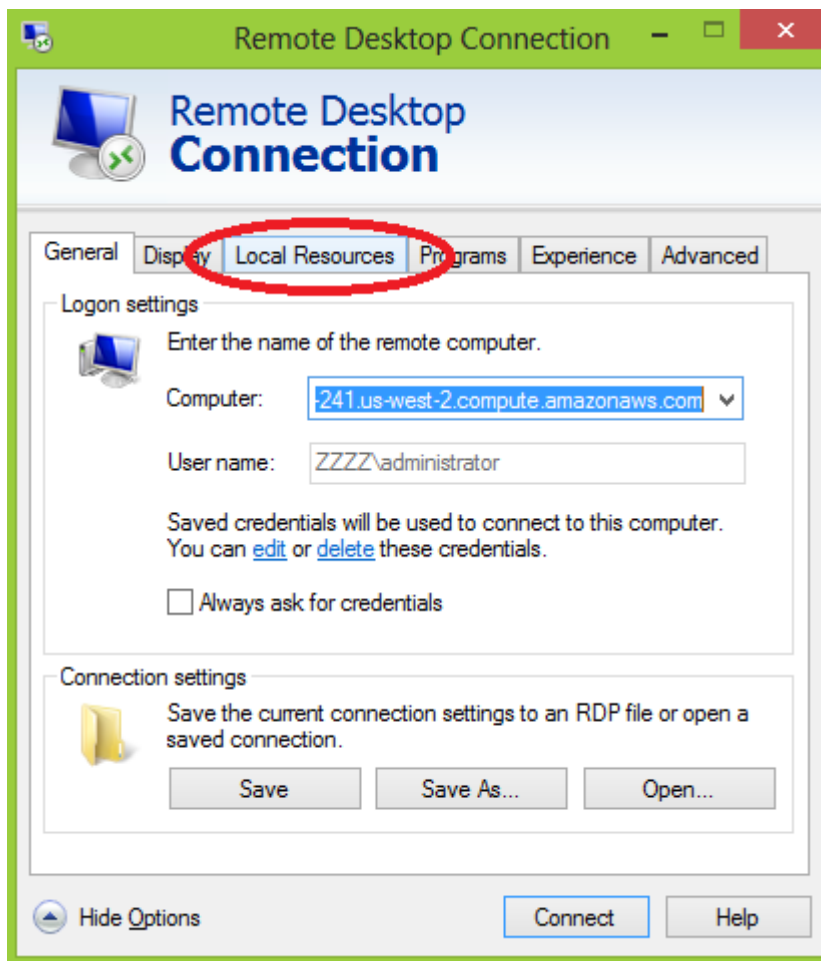 Remote Desktop Connection
Remote Desktop
Connection
General Display Local Resources Programs Experience Advanced
Logon settings
Enter the name of the remote computer.
Computer: -241.us-west-2.compute.amazonaws.com
User name: ZZZZ\administrator
Saved credentials will be used to connect to this computer.
You can edit or delete these credentials.
Always ask for credentials
Connection settings
Save the current connection settings to an RDP file or open a
saved connection.
Save Save As... Open...
Hide Options Connect Help